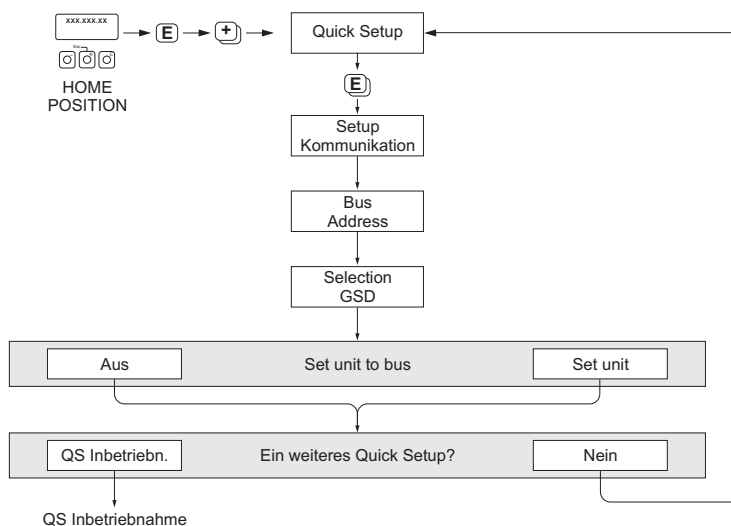 xxx.xxx.xx
Esc
E
+
Quick Setup
HOME
POSITION
E
Setup
Kommunikation
Bus
Address
Selection
GSD
Aus
Set unit to bus
Set unit
QS Inbetriebn.
Ein weiteres Quick Setup?
Nein
QS Inbetriebnahme